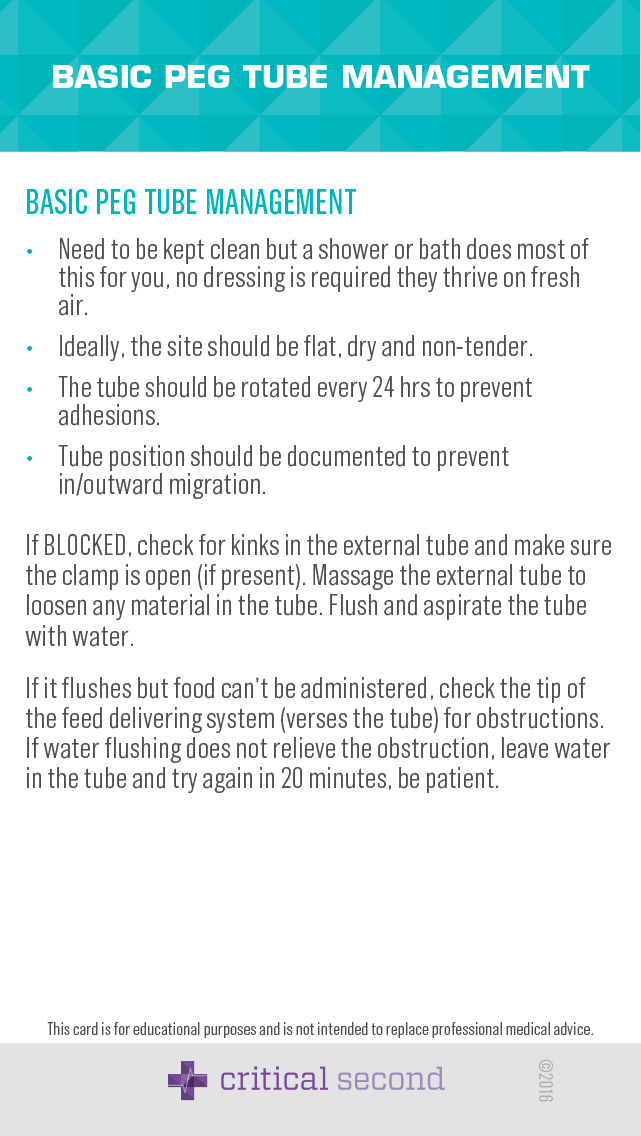 BASIC PEG TUBE MANAGEMENT
BASIC PEG TUBE MANAGEMENT
• Need to be kept clean but a shower or bath does most of
this for you, no dressing is required they thrive on fresh
air.
• Ideally, the site should be flat, dry and non-tender.
• The tube should be rotated every 24 hrs to prevent
adhesions.
• Tube position should be documented to prevent
in/outward migration.
If BLOCKED, check for kinks in the external tube and make sure
the clamp is open (if present). Massage the external tube to
loosen any material in the tube. Flush and aspirate the tube
with water.
If it flushes but food can't be administered, check the tip of
the feed delivering system (verses the tube) for obstructions.
If water flushing does not relieve the obstruction, leave water
in the tube and try again in 20 minutes, be patient.
This card is for educational purposes and is not intended to replace professional medical advice.
critical second
©2016